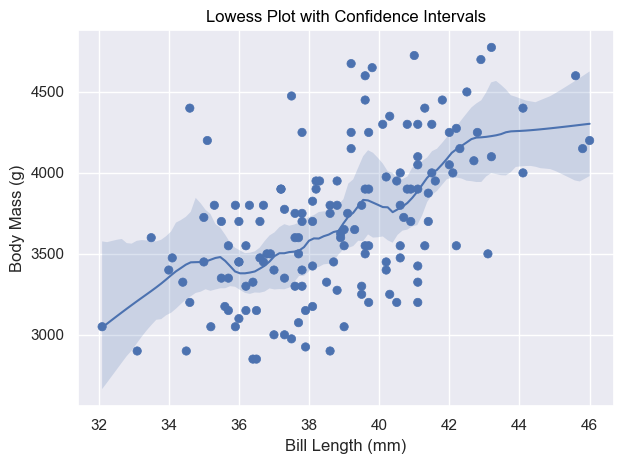 Lowess Plot with Confidence Intervals
Body Mass (g)
4500
4000
3500
3000
32 34 36 38 40 42 44 46
Bill Length (mm)